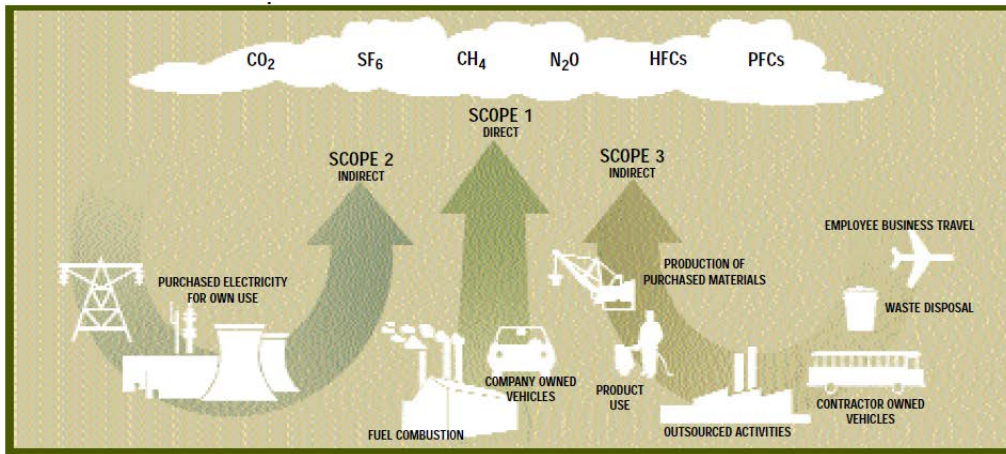 CO₂ SF₆ CH₄ N₂O HFCs PFCs
SCOPE 1
DIRECT
SCOPE 2
INDIRECT
SCOPE 3
INDIRECT
EMPLOYEE BUSINESS TRAVEL
PURCHASED ELECTRICITY
FOR OWN USE
PRODUCTION OF
PURCHASED MATERIALS
WASTE DISPOSAL
COMPANY OWNED
VEHICLES
PRODUCT
USE
CONTRACTOR OWNED
VEHICLES
FUEL COMBUSTION
OUTSOURCED ACTIVITIES